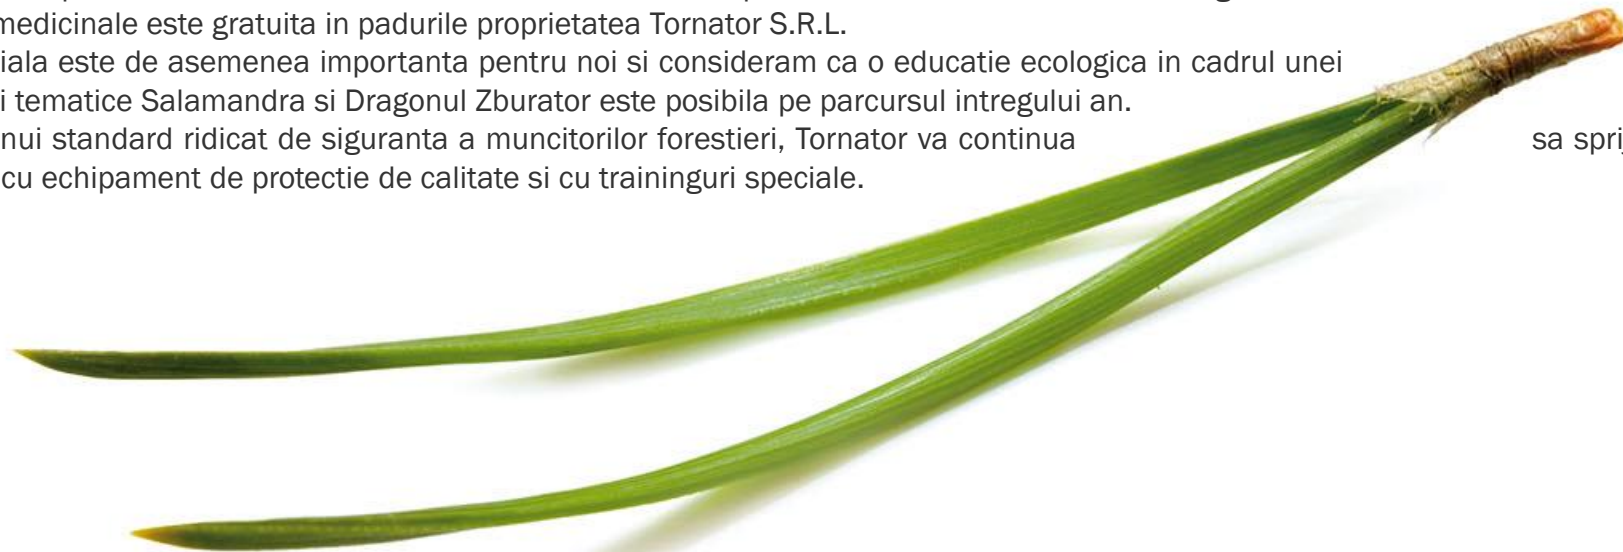 medicinale este gratuita in padurile proprietatea Tornator S.R.L.
iala este de asemenea importanta pentru noi si consideram ca o educatie ecologica in cadrul unei
i tematice Salamandra si Dragonul Zburator este posibila pe parcursul intregului an.
nui standard ridicat de siguranta a muncitorilor forestieri, Tornator va continua sa sprij
cu echipament de protectie de calitate si cu traininguri speciale.